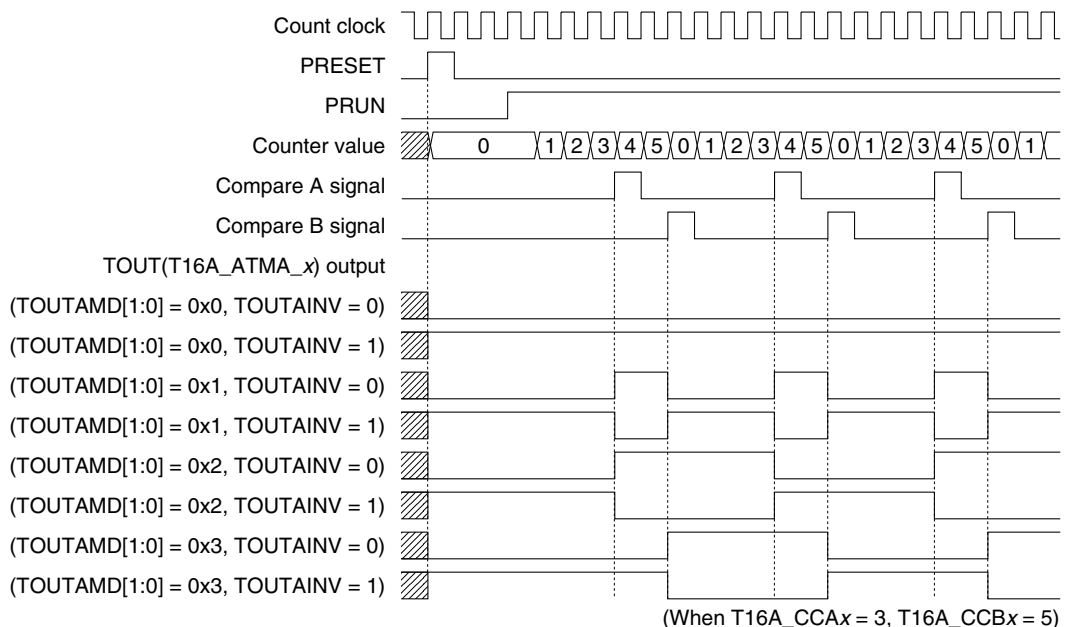 Count clock
PRESET
PRUN
Counter value 0 1 2 3 4 5 0 1 2 3 4 5 0 1 2 3 4 5 0 1
Compare A signal
Compare B signal
TOUT(T16A_ATMA_x) output
(TOUTAMD[1:0] = 0x0, TOUTAINV = 0)
(TOUTAMD[1:0] = 0x0, TOUTAINV = 1)
(TOUTAMD[1:0] = 0x1, TOUTAINV = 0)
(TOUTAMD[1:0] = 0x1, TOUTAINV = 1)
(TOUTAMD[1:0] = 0x2, TOUTAINV = 0)
(TOUTAMD[1:0] = 0x2, TOUTAINV = 1)
(TOUTAMD[1:0] = 0x3, TOUTAINV = 0)
(TOUTAMD[1:0] = 0x3, TOUTAINV = 1)
(When T16A_CCAx = 3, T16A_CCBx = 5)